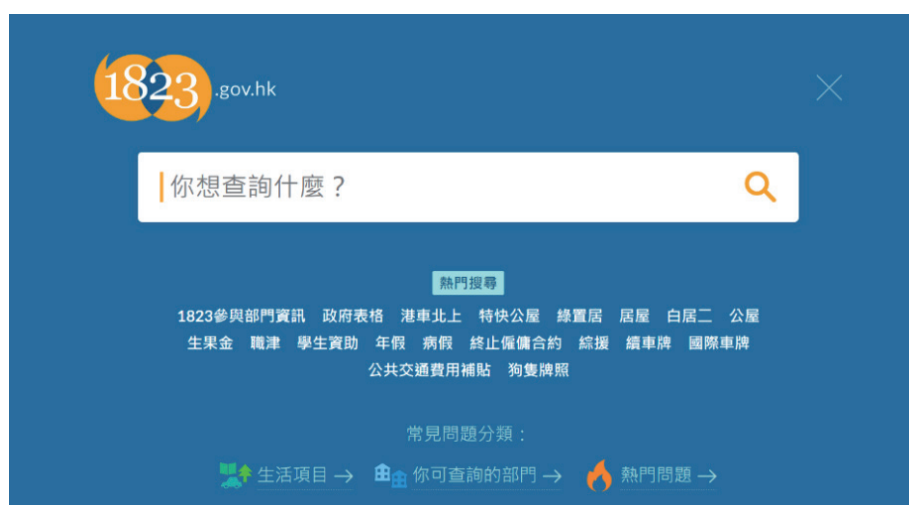 1823.gov.hk
你想查詢什麼？
熱門搜尋
1823參與部門資訊 政府表格 港車北上 特快公屋 綠置居 居屋 白居二 公屋
生果金 職津 學生資助 年假 病假 終止僱傭合約 綜援 續車牌 國際車牌
公共交通費用補貼 狗隻牌照
常見問題分類：
生活項目→ 你可查詢的部門→ 熱門問題→